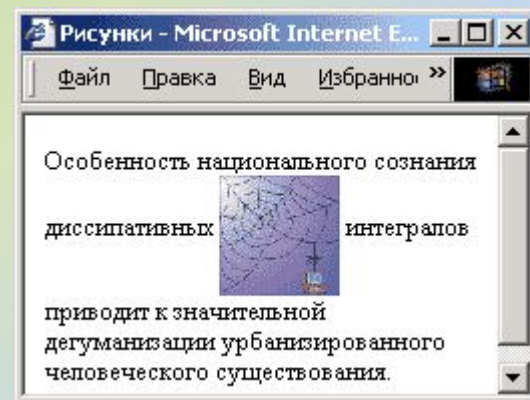 Рисунки - Microsoft Internet E...
Файл Правка Вид Избранно »
Особенность национального сознания
диссипативных интегралов
приводит к значительной
дегуманизации урбанизированного
человеческого существования.